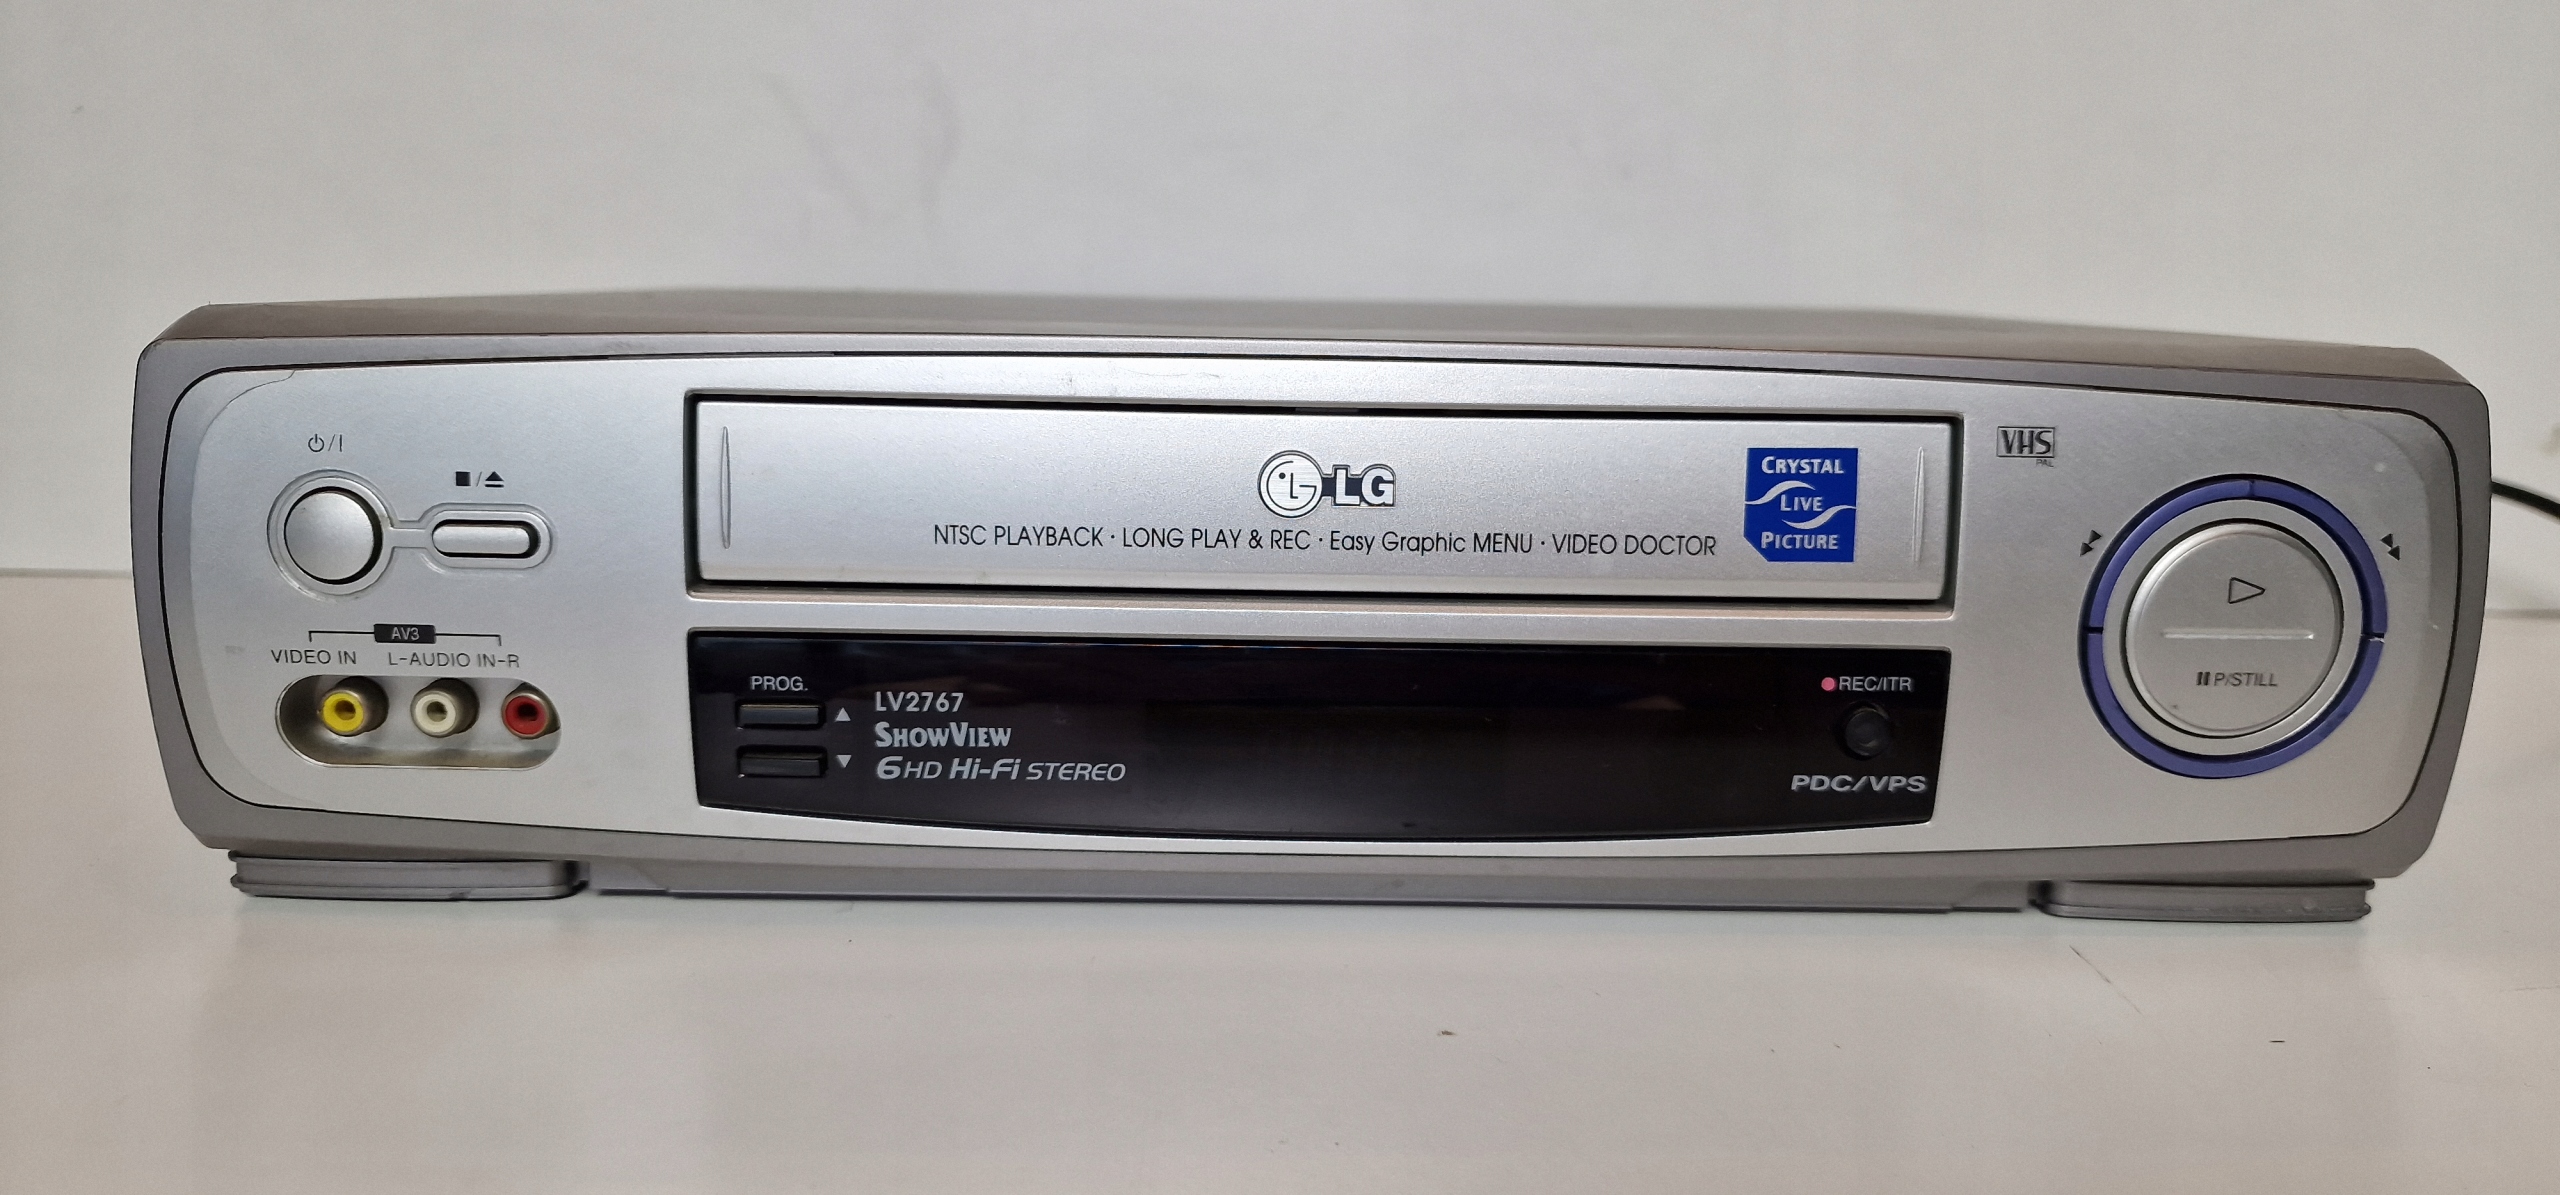 LG
NTSC PLAYBACK · LONG PLAY & REC · Easy Graphic MENU · VIDEO DOCTOR
CRYSTAL
LIVE
PICTURE
VHS
PAL
AV3
VIDEO IN L-AUDIO IN-R
PROG.
LV2767
SHOWVIEW
6HD Hi-Fi STEREO
REC/ITR
PDC/VPS
P/STILL